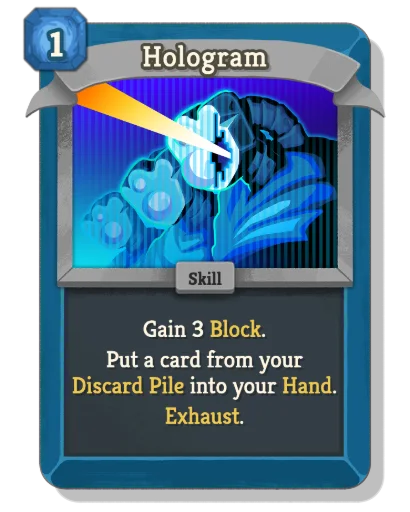 1
Hologram
Skill
Gain 3 Block.
Put a card from your
Discard Pile into your Hand.
Exhaust.